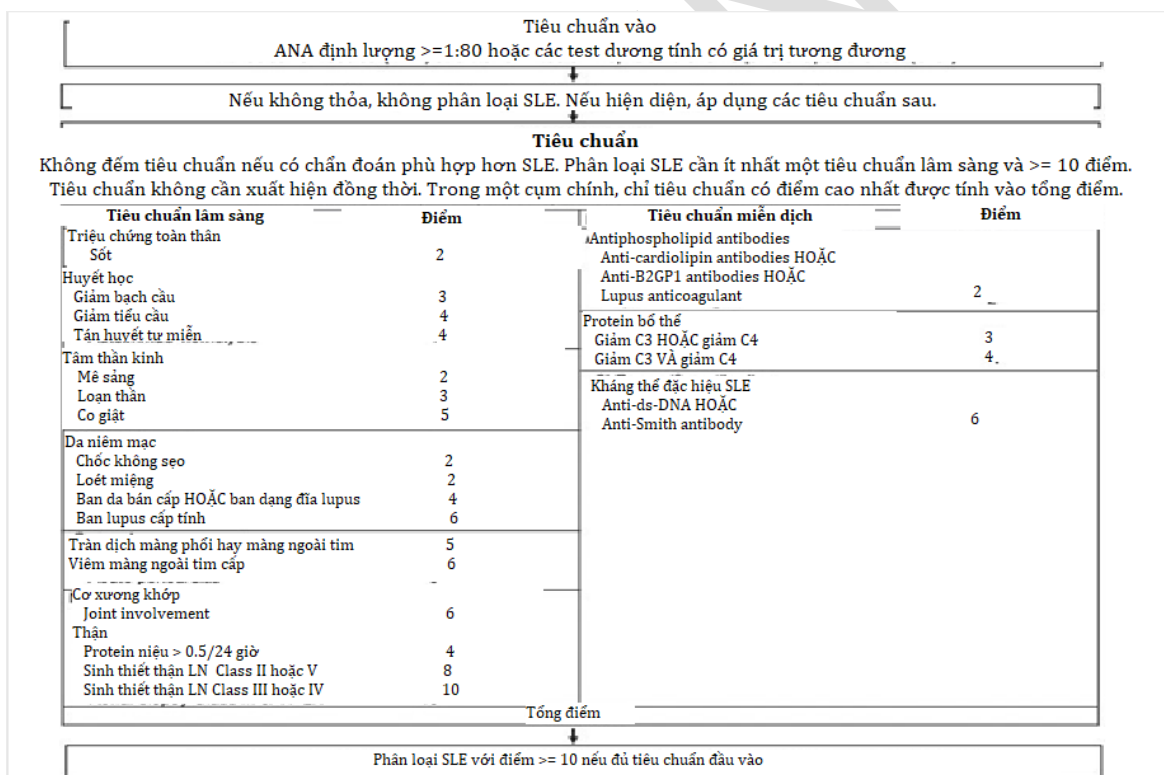 Tiêu chuẩn vào
ANA định lượng >=1:80 hoặc các test dương tính có giá trị tương đương
Nếu không thỏa, không phân loại SLE. Nếu hiện diện, áp dụng các tiêu chuẩn sau.
Tiêu chuẩn
Không đếm tiêu chuẩn nếu có chẩn đoán phù hợp hơn SLE. Phân loại SLE cần ít nhất một tiêu chuẩn lâm sàng và >= 10 điểm.
Tiêu chuẩn không cần xuất hiện đồng thời. Trong một cụm chính, chỉ tiêu chuẩn có điểm cao nhất được tính vào tổng điểm.
Tiêu chuẩn lâm sàng Điểm
Triệu chứng toàn thân
Sốt 2
Huyết học
Giảm bạch cầu 3
Giảm tiểu cầu 4
Tán huyết tự miễn 4
Tâm thần kinh
Mê sảng 2
Loạn thần 3
Co giật 5
Da niêm mạc
Chốc không sẹo 2
Loét miệng 2
Ban da bán cấp HOẶC ban dạng đĩa lupus 4
Ban lupus cấp tính 6
Tràn dịch màng phổi hay màng ngoài tim 5
Viêm màng ngoài tim cấp 6
Cơ xương khớp
Joint involvement 6
Thận
Protein niệu > 0.5/24 giờ 4
Sinh thiết thận LN Class II hoặc V 8
Sinh thiết thận LN Class III hoặc IV 10
Tiêu chuẩn miễn dịch Điểm
Antiphospholipid antibodies
Anti-cardiolipin antibodies HOẶC
Anti-B2GP1 antibodies HOẶC
Lupus anticoagulant 2
Protein bổ thể
Giảm C3 HOẶC giảm C4 3
Giảm C3 VÀ giảm C4 4
Kháng thể đặc hiệu SLE
Anti-ds-DNA HOẶC
Anti-Smith antibody 6
Tổng điểm
Phân loại SLE với điểm >= 10 nếu đủ tiêu chuẩn đầu vào